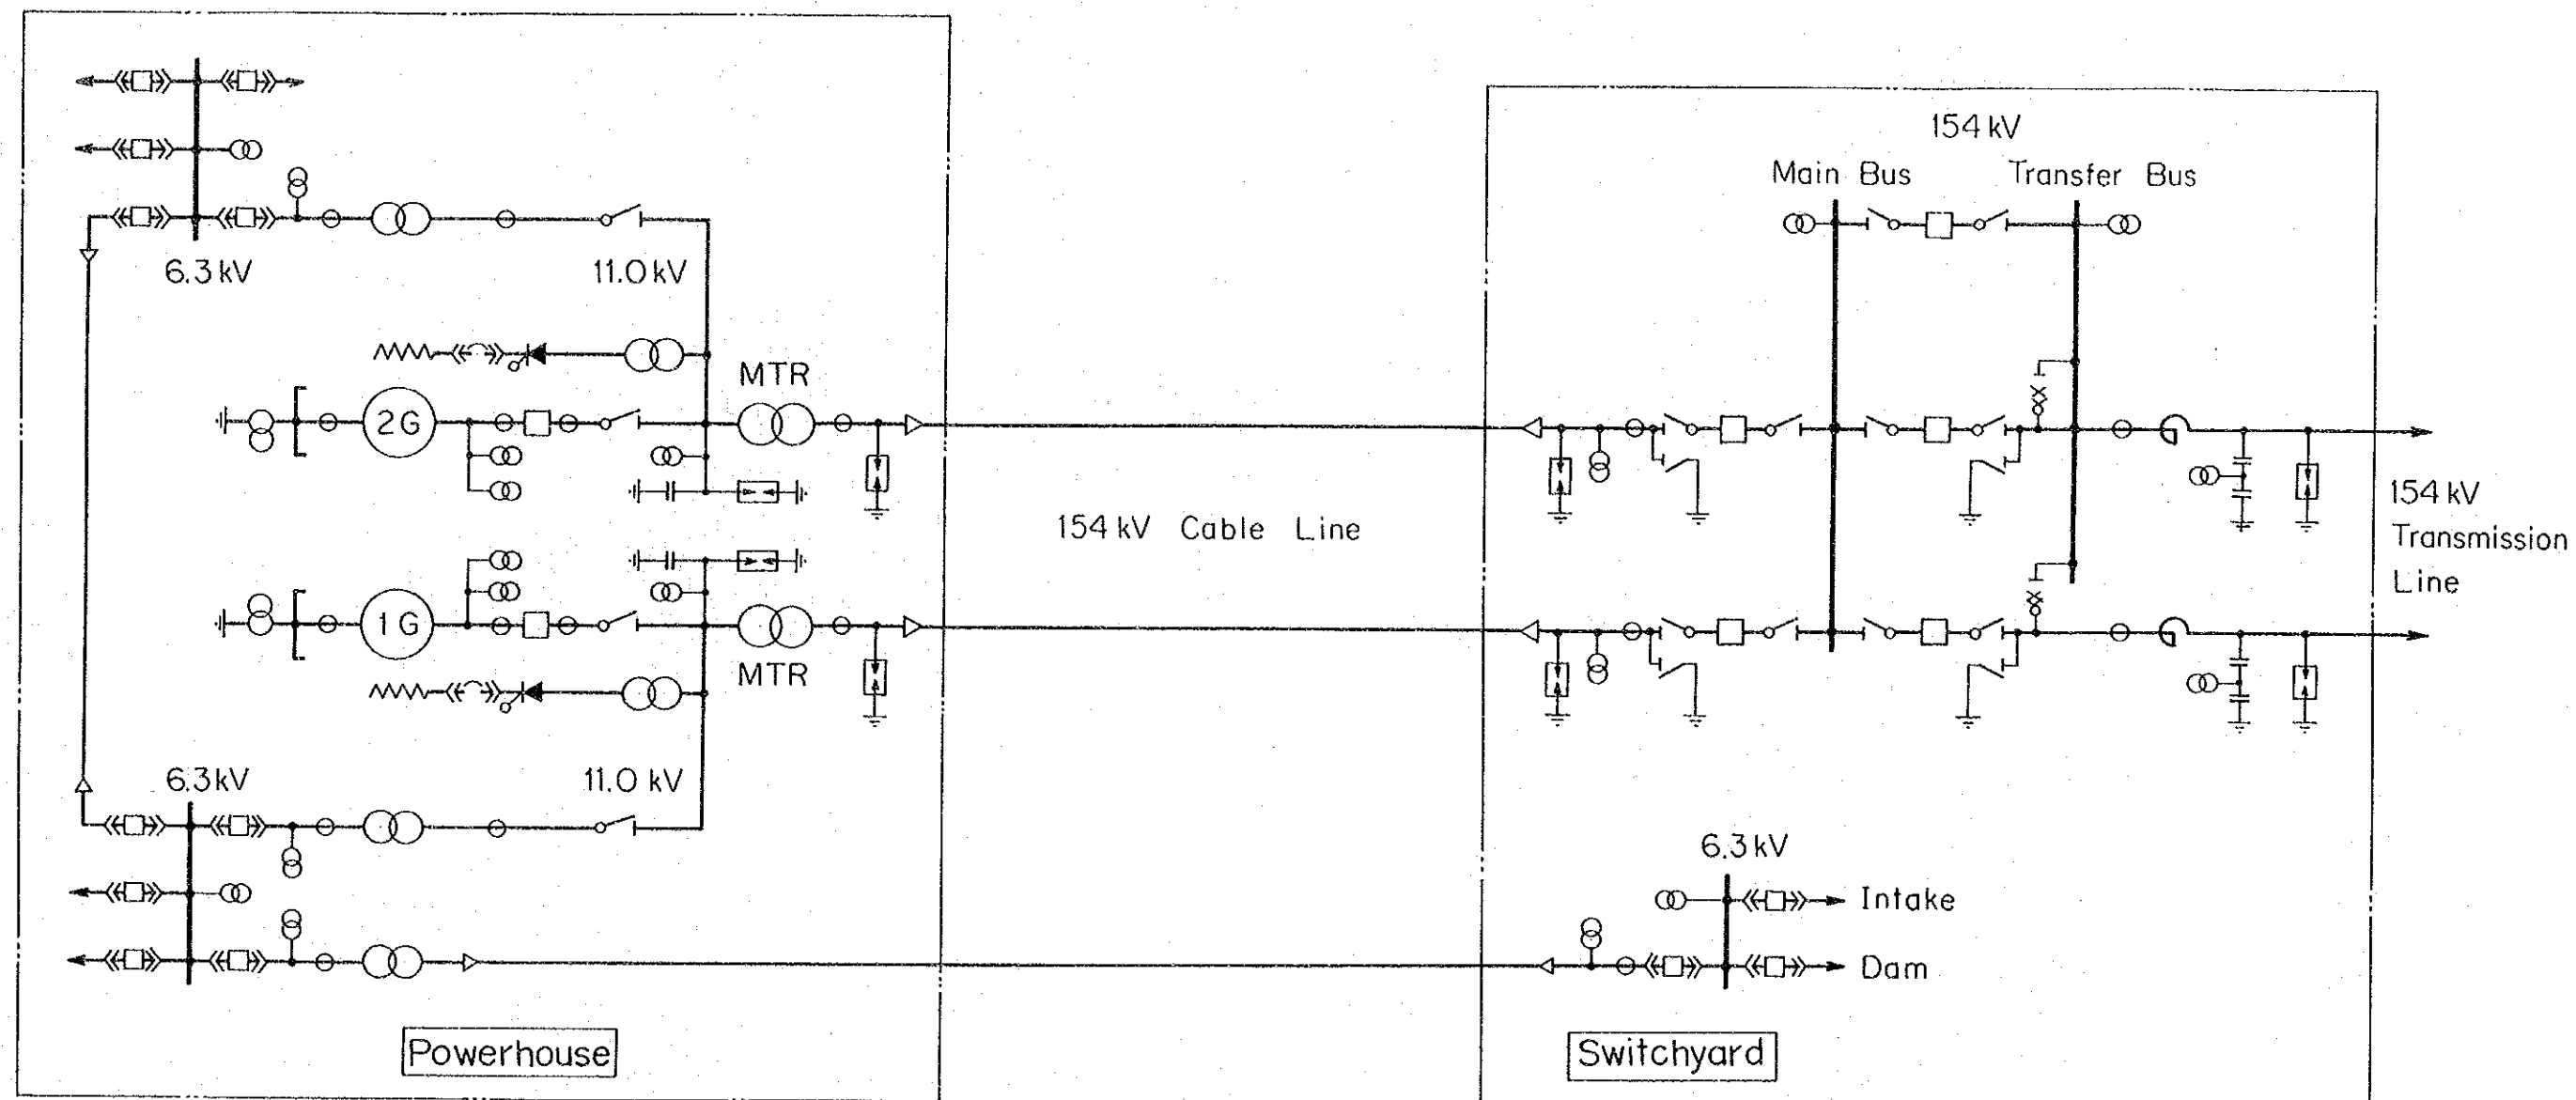 154 kV
Main Bus
Transfer Bus
6.3 kV
11.0 kV
MTR
2G
154 kV Cable Line
154 kV
Transmission
Line
1G
MTR
6.3 kV
11.0 kV
6.3 kV
Intake
Dam
Powerhouse
Switchyard